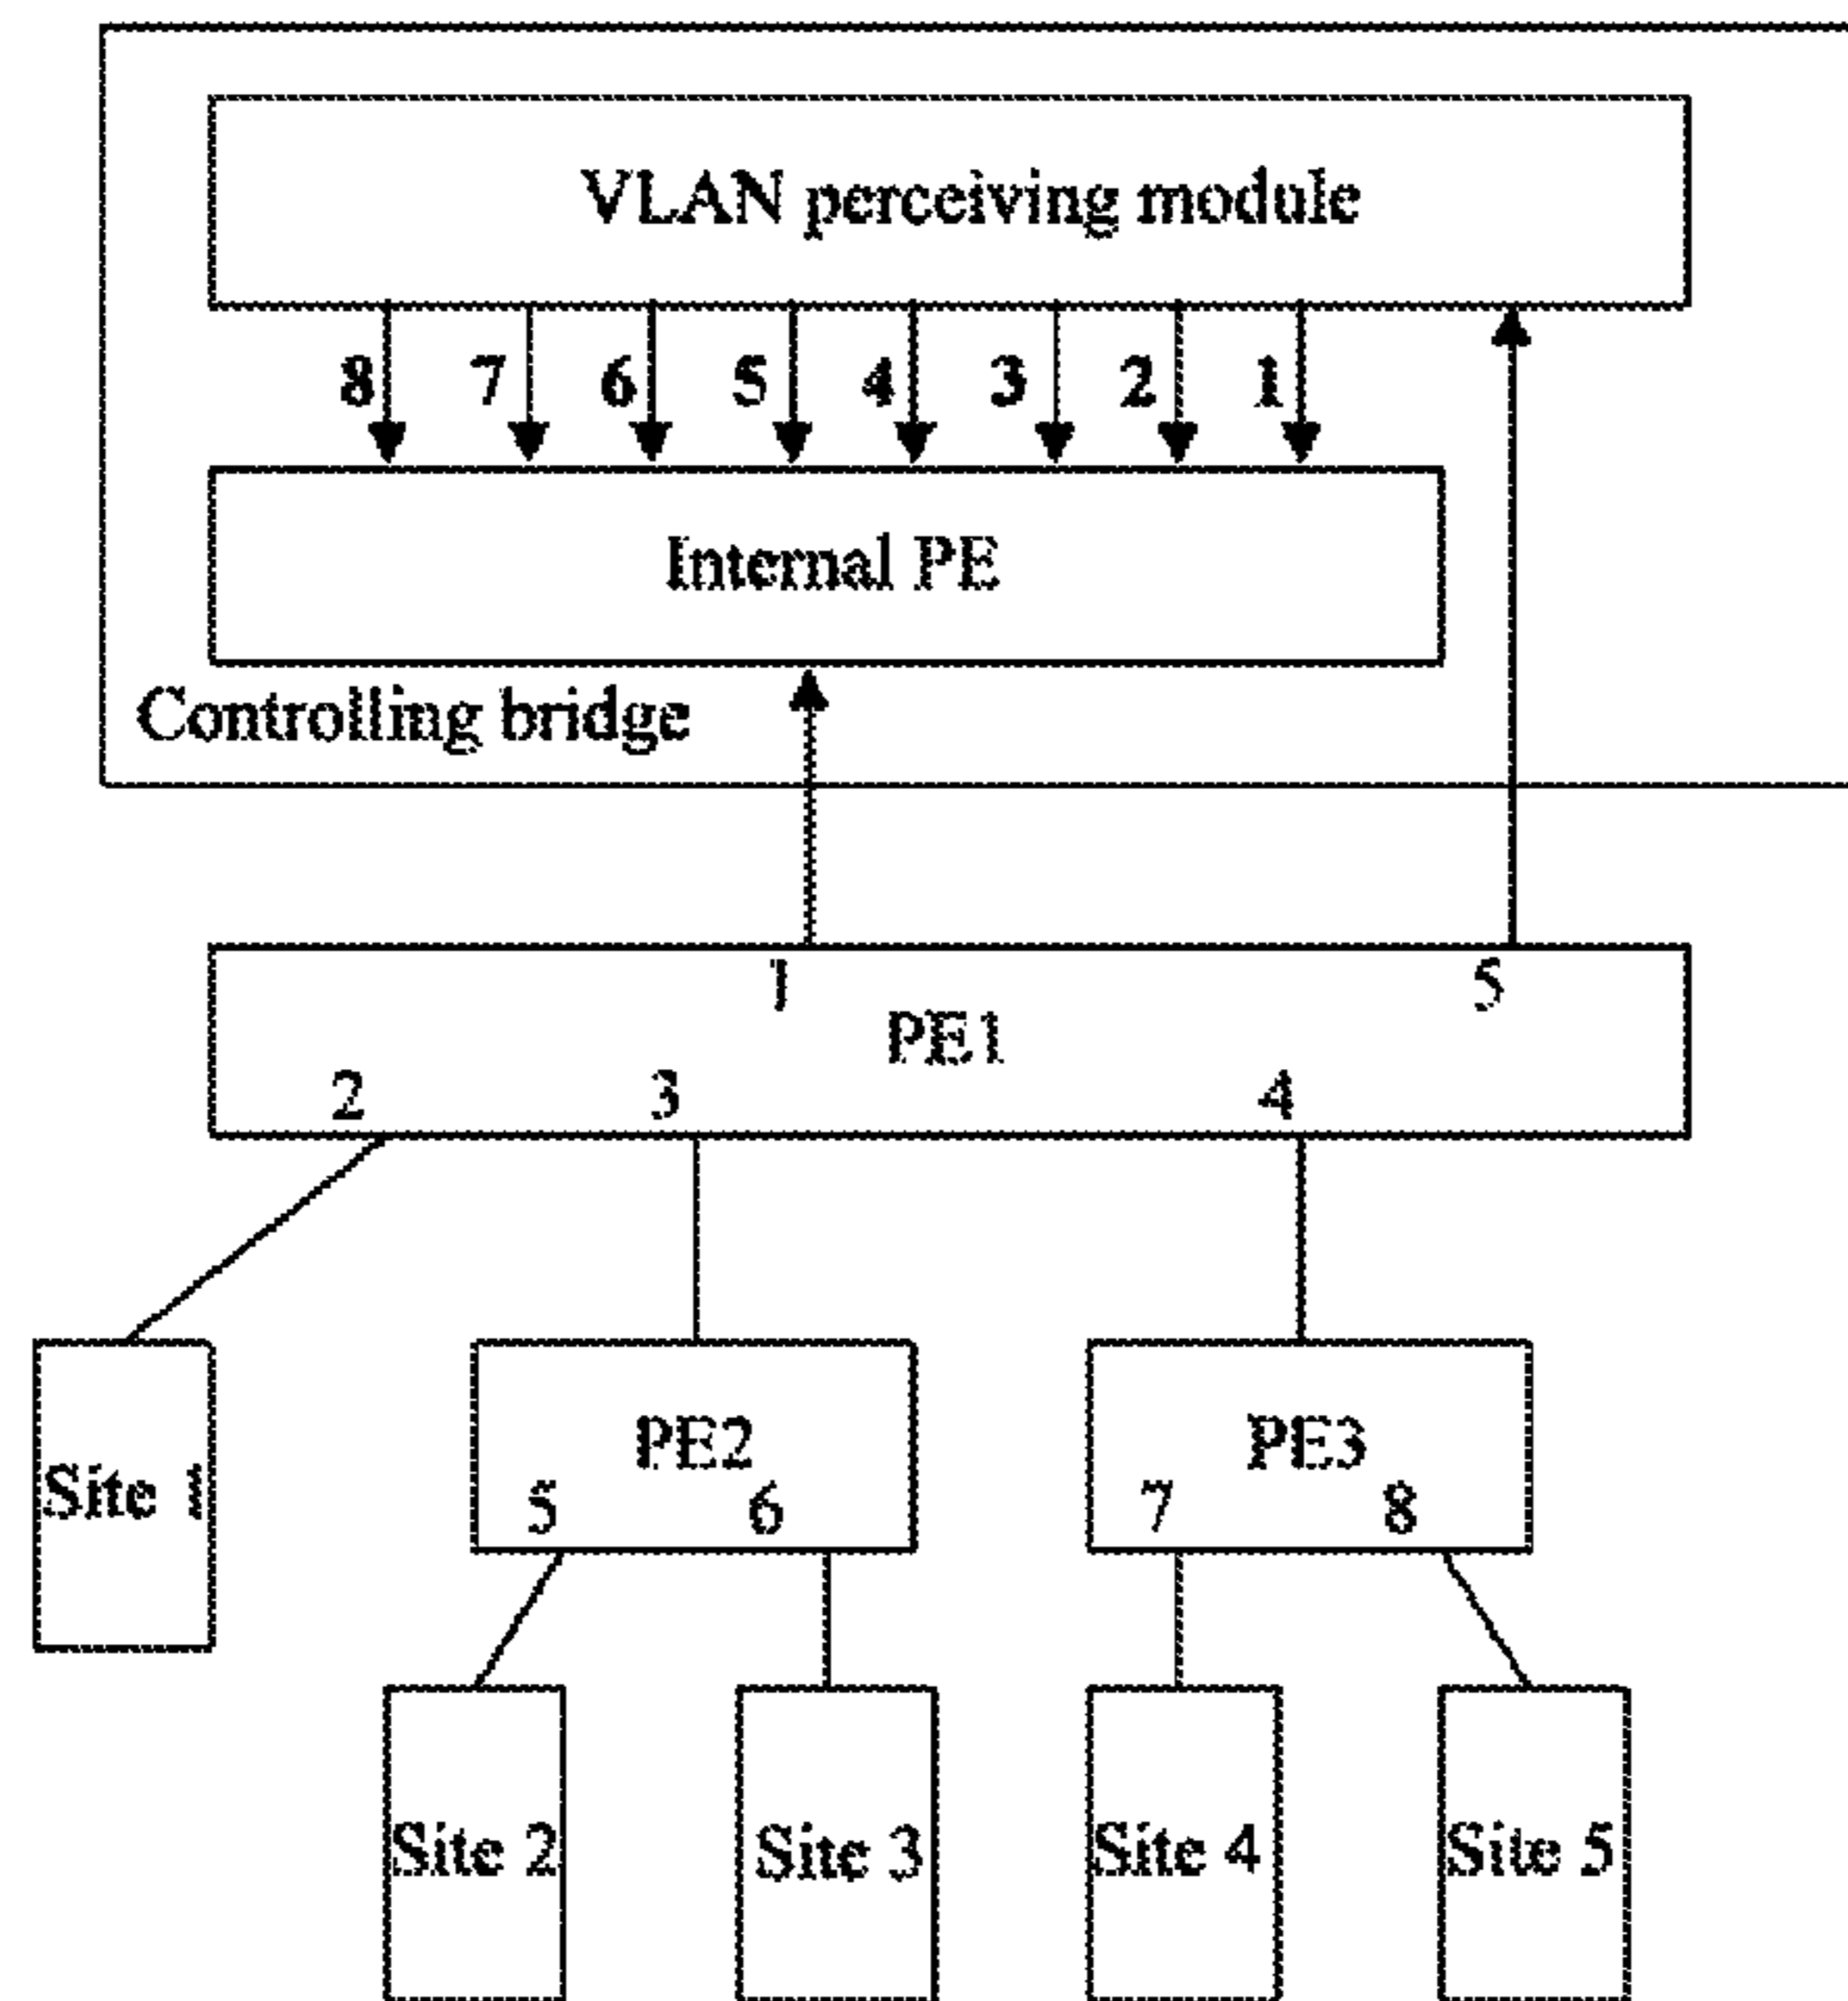 VLAN perceiving module
8 7 6 5 4 3 2 1
Internal PE
Controlling bridge
1 5
PE1
2 3 4
PE2 PE3
Site 1
5 6 7 8
Site 2 Site 3 Site 4 Site 5